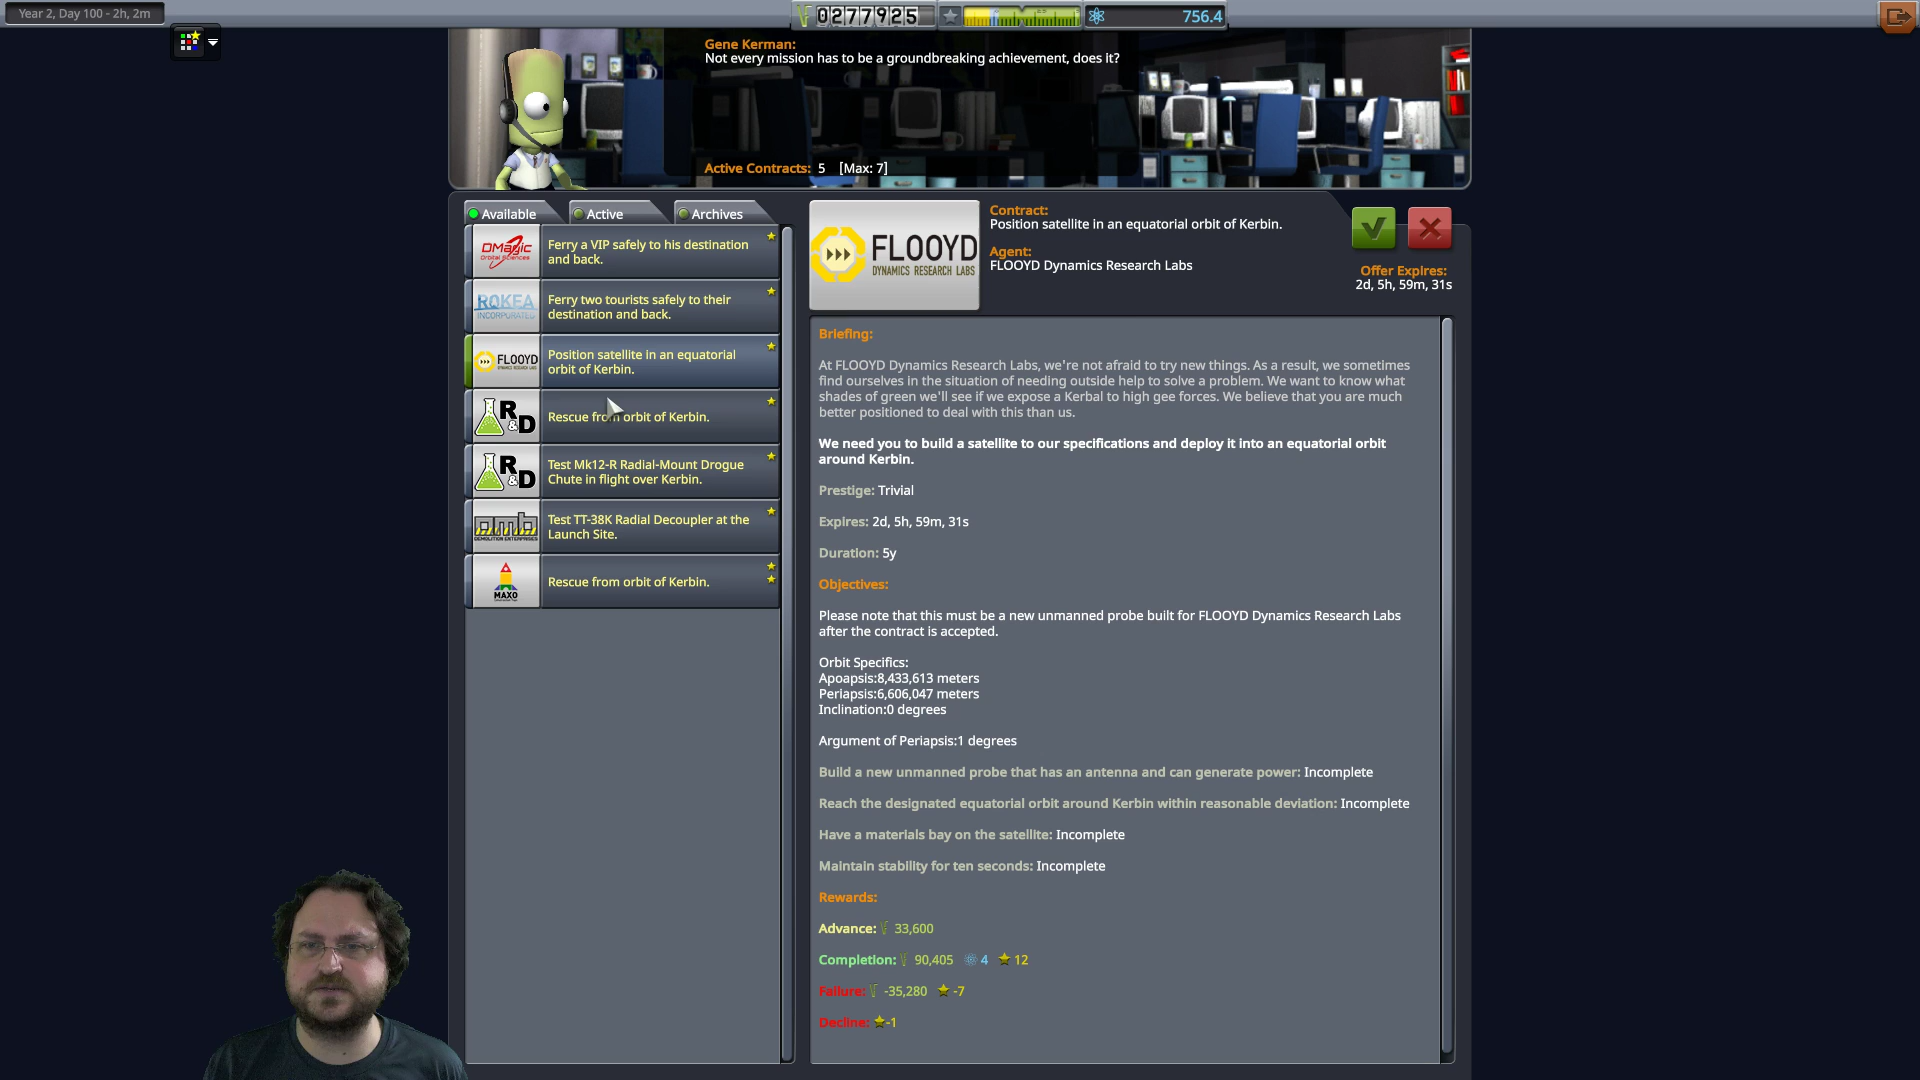 Year 2, Day 100 - 2h, 2m
0277925
756.4
Gene Kerman:
Not every mission has to be a groundbreaking achievement, does it?
Active Contracts: 5 [Max: 7]
Available
Active
Archives
DMagic
Orbital Sciences
Ferry a VIP safely to his destination
and back.
ROKEA
INCORPORATED
Ferry two tourists safely to their
destination and back.
FLOOYD
DYNAMICS RESEARCH LABS
Position satellite in an equatorial
orbit of Kerbin.
R&D
Rescue from orbit of Kerbin.
R&D
Test Mk12-R Radial-Mount Drogue
Chute in flight over Kerbin.
OMB
DEMOLITION ENTERPRISES
Test TT-38K Radial Decoupler at the
Launch Site.
MAXO
Rescue from orbit of Kerbin.
FLOOYD
DYNAMICS RESEARCH LABS
Contract:
Position satellite in an equatorial orbit of Kerbin.
Agent:
FLOOYD Dynamics Research Labs
Offer Expires:
2d, 5h, 59m, 31s
Briefing:
At FLOOYD Dynamics Research Labs, we're not afraid to try new things. As a result, we sometimes
find ourselves in the situation of needing outside help to solve a problem. We want to know what
shades of green we'll see if we expose a Kerbal to high gee forces. We believe that you are much
better positioned to deal with this than us.
We need you to build a satellite to our specifications and deploy it into an equatorial orbit
around Kerbin.
Prestige: Trivial
Expires: 2d, 5h, 59m, 31s
Duration: 5y
Objectives:
Please note that this must be a new unmanned probe built for FLOOYD Dynamics Research Labs
after the contract is accepted.
Orbit Specifics:
Apoapsis:8,433,613 meters
Periapsis:6,606,047 meters
Inclination:0 degrees
Argument of Periapsis:1 degrees
Build a new unmanned probe that has an antenna and can generate power: Incomplete
Reach the designated equatorial orbit around Kerbin within reasonable deviation: Incomplete
Have a materials bay on the satellite: Incomplete
Maintain stability for ten seconds: Incomplete
Rewards:
Advance: 33,600
Completion: 90,405 4 12
Failure: -35,280 -7
Decline: -1